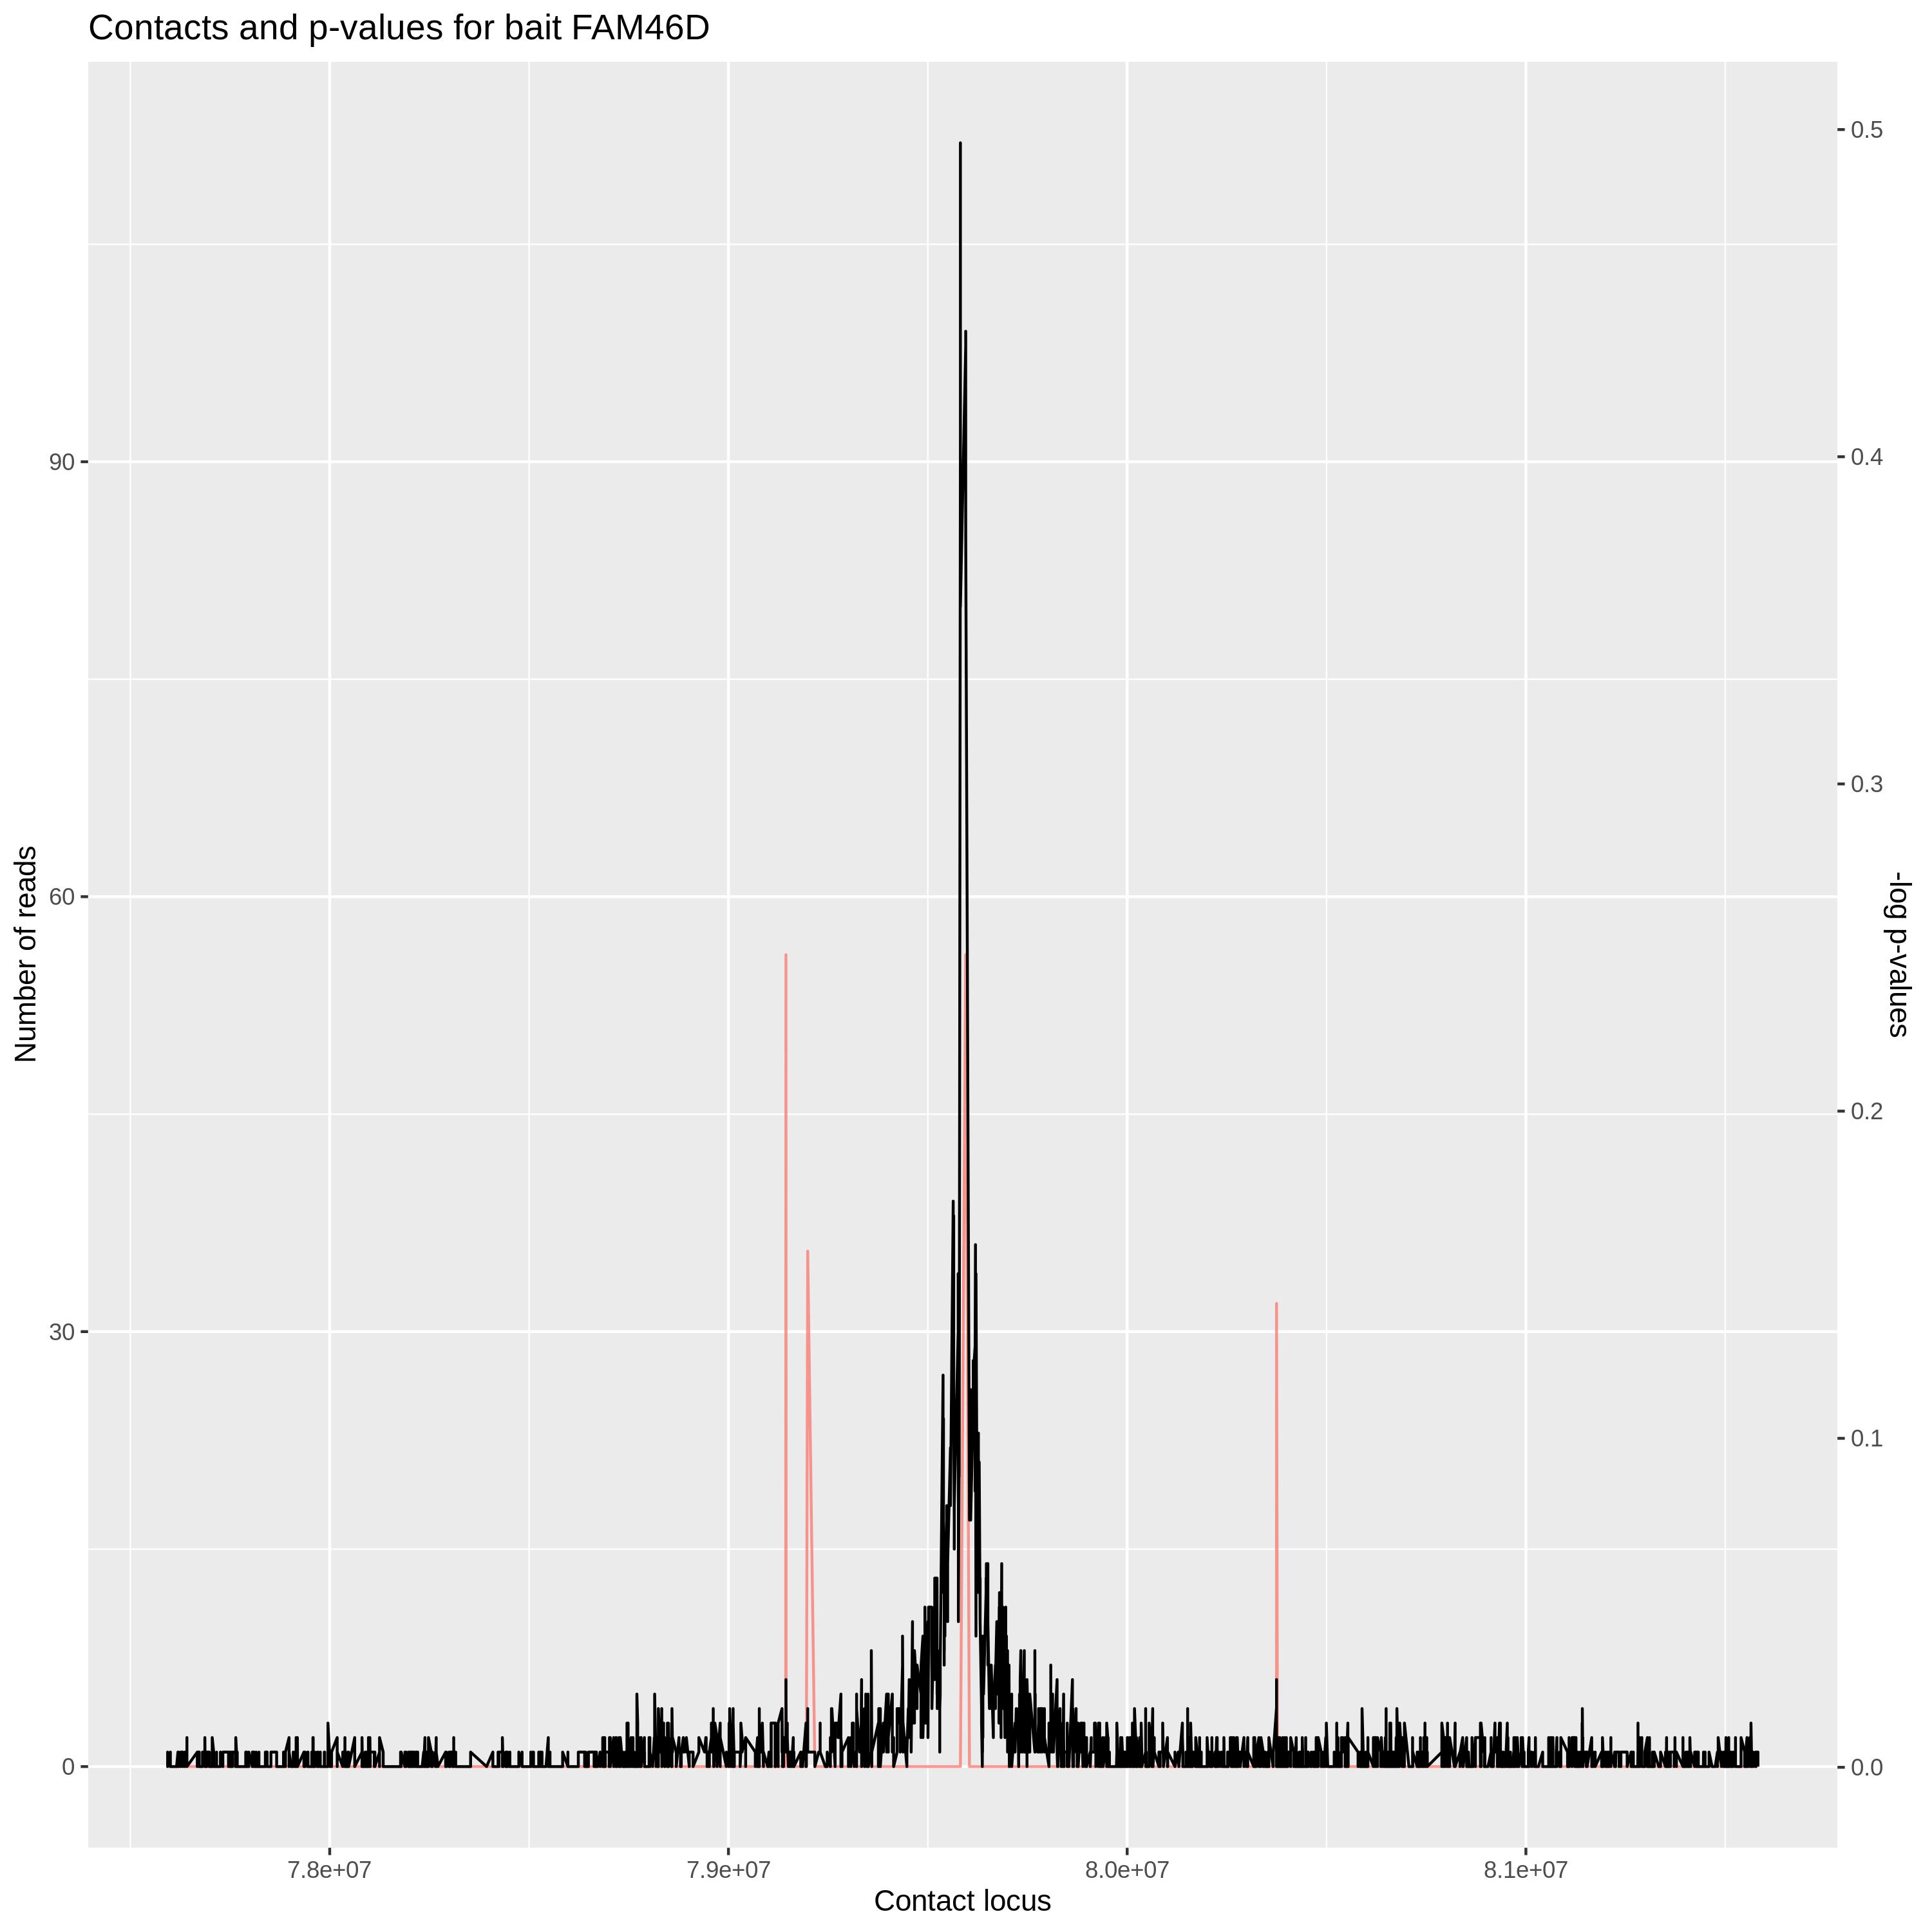 Contacts and p-values for bait FAM46D
Number of reads
90
60
30
0
0.5
0.4
0.3
0.2
0.1
0.0
-log p-values
7.8e+07
7.9e+07
8.0e+07
8.1e+07
Contact locus